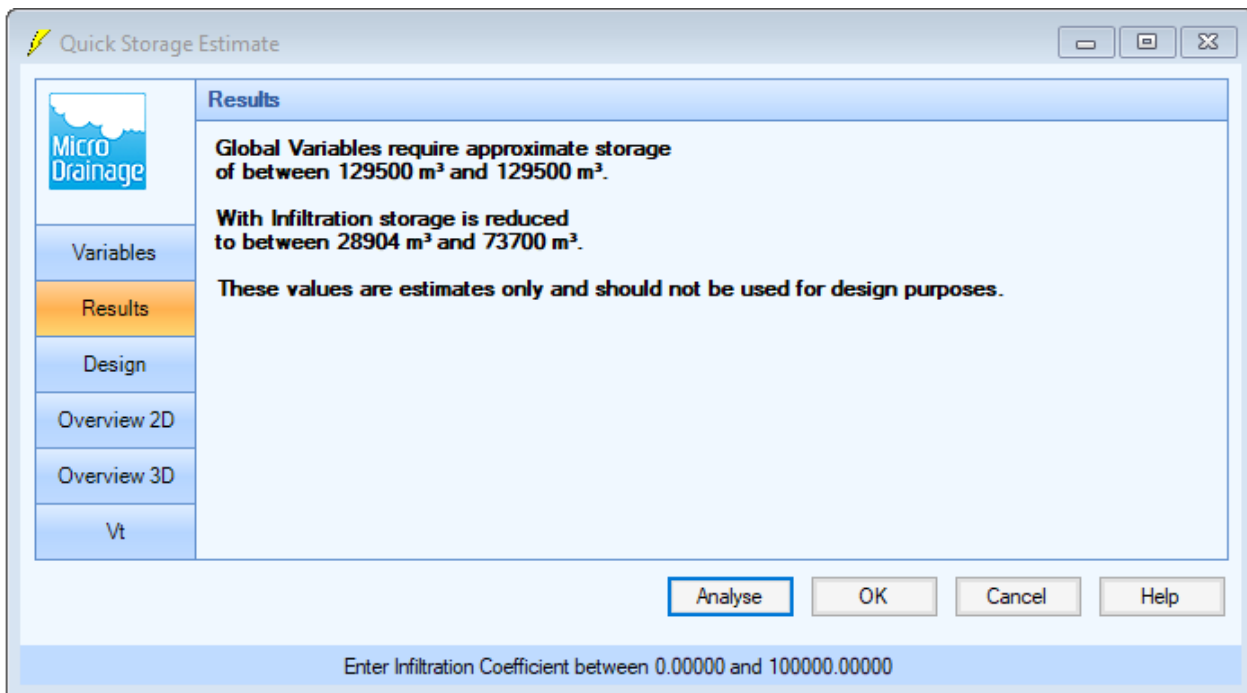 Quick Storage Estimate
Micro
Drainage
Variables
Results
Design
Overview 2D
Overview 3D
Vt
Results
Global Variables require approximate storage
of between 129500 m³ and 129500 m³.
With Infiltration storage is reduced
to between 28904 m³ and 73700 m³.
These values are estimates only and should not be used for design purposes.
Analyse
OK
Cancel
Help
Enter Infiltration Coefficient between 0.00000 and 100000.00000